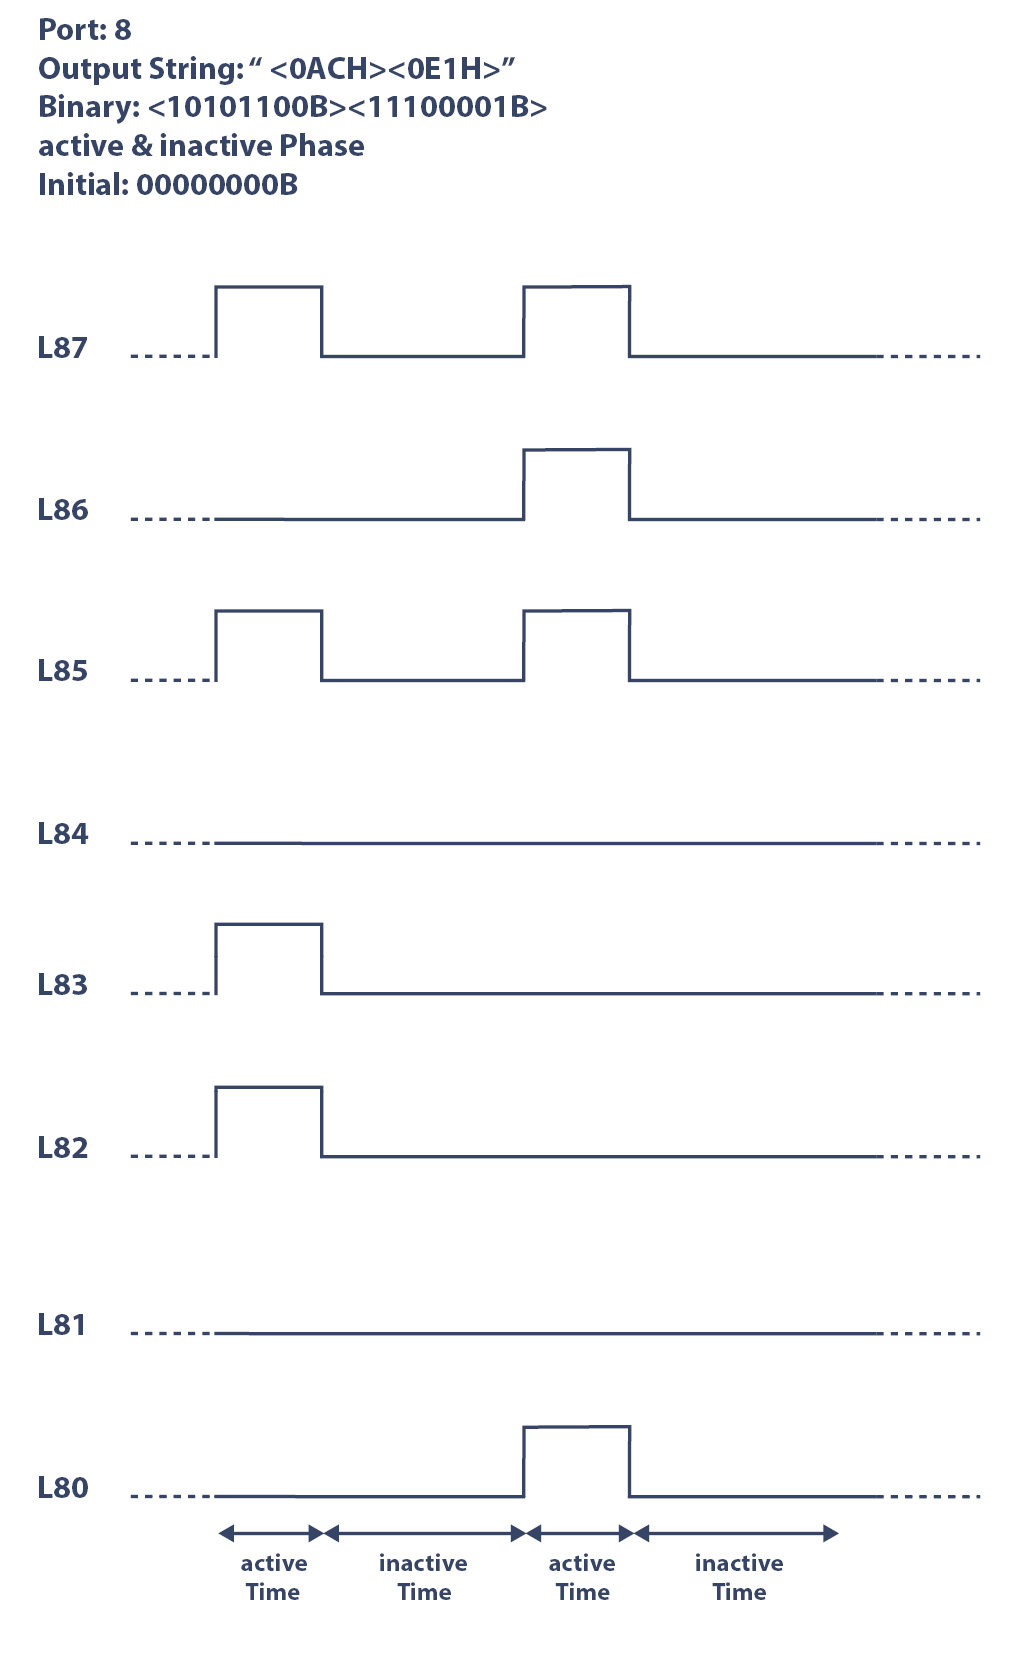 Port: 8
Output String: “ <0ACH><0E1H>”
Binary: <10101100B><11100001B>
active & inactive Phase
Initial: 00000000B
L87
L86
L85
L84
L83
L82
L81
L80
active inactive active inactive
Time Time Time Time